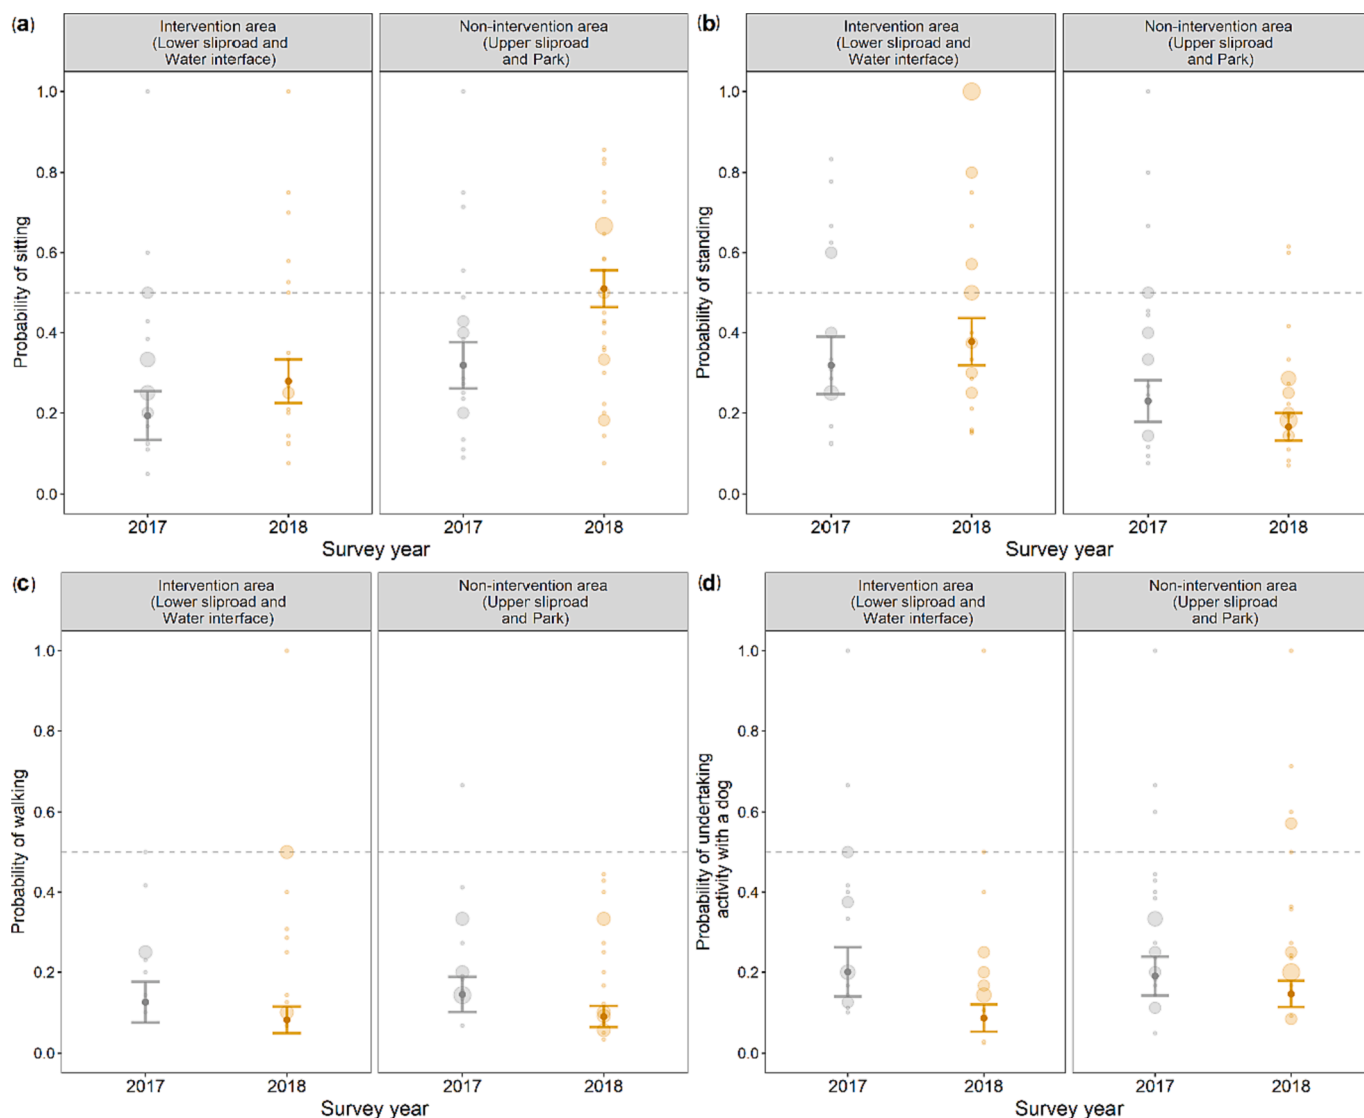 (a)
Intervention area
(Lower sliproad and
Water interface)
Non-intervention area
(Upper sliproad
and Park)
Probability of sitting
1.0
0.8
0.6
0.4
0.2
0.0
2017
2018
2017
2018
Survey year
(b)
Intervention area
(Lower sliproad and
Water interface)
Non-intervention area
(Upper sliproad
and Park)
Probability of standing
1.0
0.8
0.6
0.4
0.2
0.0
2017
2018
2017
2018
Survey year
(c)
Intervention area
(Lower sliproad and
Water interface)
Non-intervention area
(Upper sliproad
and Park)
Probability of walking
1.0
0.8
0.6
0.4
0.2
0.0
2017
2018
2017
2018
Survey year
(d)
Intervention area
(Lower sliproad and
Water interface)
Non-intervention area
(Upper sliproad
and Park)
Probability of undertaking
activity with a dog
1.0
0.8
0.6
0.4
0.2
0.0
2017
2018
2017
2018
Survey year